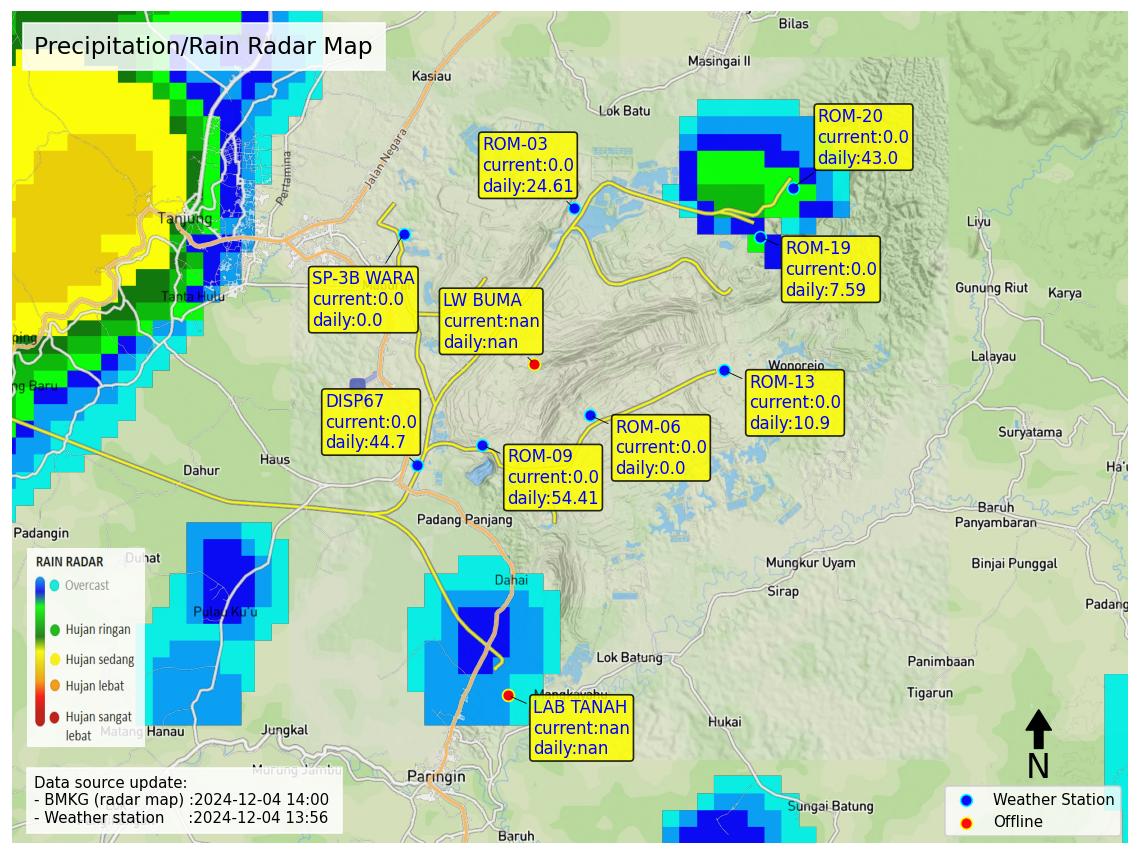 Precipitation/Rain Radar Map
Bilas
Masingai II
Kasiau
Lok Batu
ROM-20
current:0.0
daily:43.0
ROM-03
current:0.0
daily:24.61
Jalan Negara
Pertamina
Tanjung
Liyu
ROM-19
current:0.0
daily:7.59
SP-3B WARA
current:0.0
daily:0.0
LW BUMA
current:nan
daily:nan
Tanta Hulu
Gunung Riut
Karya
Lalayau
Wonorejo
ROM-13
current:0.0
daily:10.9
DISP67
current:0.0
daily:44.7
ROM-06
current:0.0
daily:0.0
ROM-09
current:0.0
daily:54.41
ping
ng Baru
Suryatama
Haus
Dahur
Ha'u
Baruh
Panyambaran
Padang Panjang
Padangin
Duhat
Mungkur Uyam
Binjai Punggal
Dahai
Sirap
Padang
Pulau Ku'u
RAIN RADAR
Overcast
Hujan ringan
Hujan sedang
Hujan lebat
Hujan sangat
lebat
Lok Batung
Panimbaan
Tigarun
Mangkayahu
LAB TANAH
current:nan
daily:nan
Hukai
Matang Hanau
Jungkal
Murung Jambu
Paringin
N
Data source update:
- BMKG (radar map) :2024-12-04 14:00
- Weather station :2024-12-04 13:56
Sungai Batung
Baruh
Weather Station
Offline